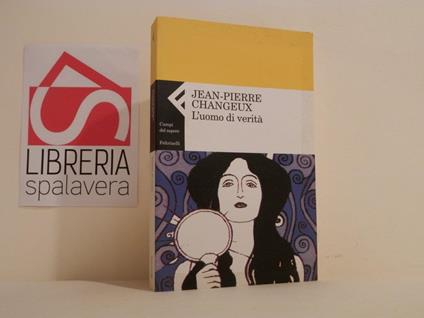 LIBRERIA
spalavera
JEAN-PIERRE
CHANGEUX
L'uomo di verità
Campi
del sapere
Feltrinelli